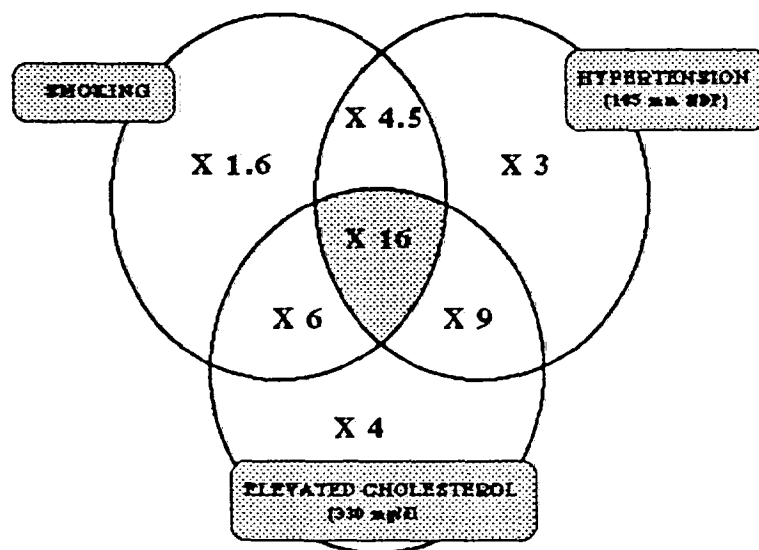 SMOKING
HYPERTENSION
X 4.5
X 1.6
X 3
X 16
X 6
X 9
X 4
ELEVATED CHOLESTEROL